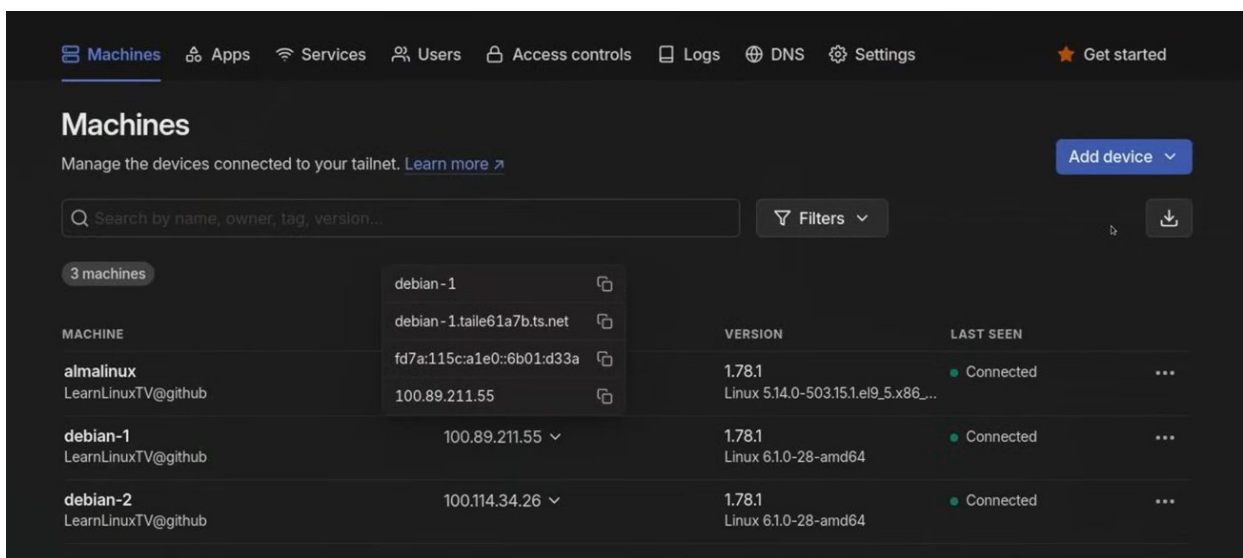 Machines Apps Services Users Access controls Logs DNS Settings Get started
Machines
Manage the devices connected to your tailnet. Learn more ↗
Add device
Search by name, owner, tag, version...
Filters
3 machines
debian-1
debian-1.taile61a7b.ts.net
fd7a:115c:a1e0::6b01:d33a
100.89.211.55
MACHINE VERSION LAST SEEN
almalinux 1.78.1 Connected
LearnLinuxTV@github Linux 5.14.0-503.15.1.el9_5.x86_...
debian-1 100.89.211.55 1.78.1 Connected
LearnLinuxTV@github Linux 6.1.0-28-amd64
debian-2 100.114.34.26 1.78.1 Connected
LearnLinuxTV@github Linux 6.1.0-28-amd64